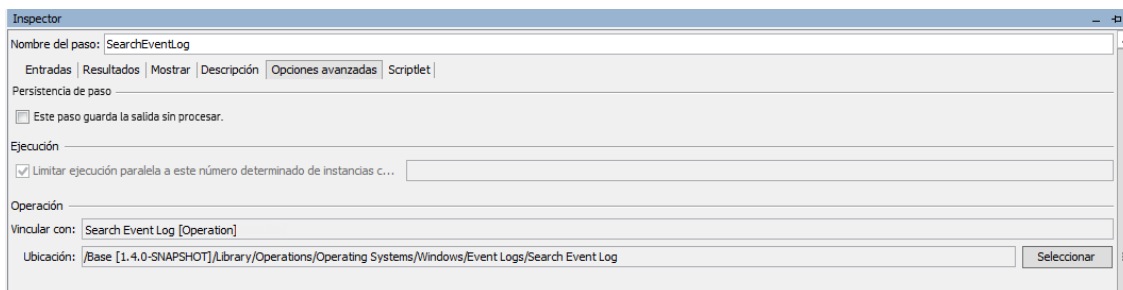 Inspector
Nombre del paso: SearchEventLog
Entradas | Resultados | Mostrar | Descripción | Opciones avanzadas | Scriptlet |
Persistencia de paso
Este paso guarda la salida sin procesar.
Ejecución
Limitar ejecución paralela a este número determinado de instancias c...
Operación
Vincular con: Search Event Log [Operation]
Ubicación: /Base [1.4.0-SNAPSHOT]/Library/Operations/Operating Systems/Windows/Event Logs/Search Event Log Seleccionar